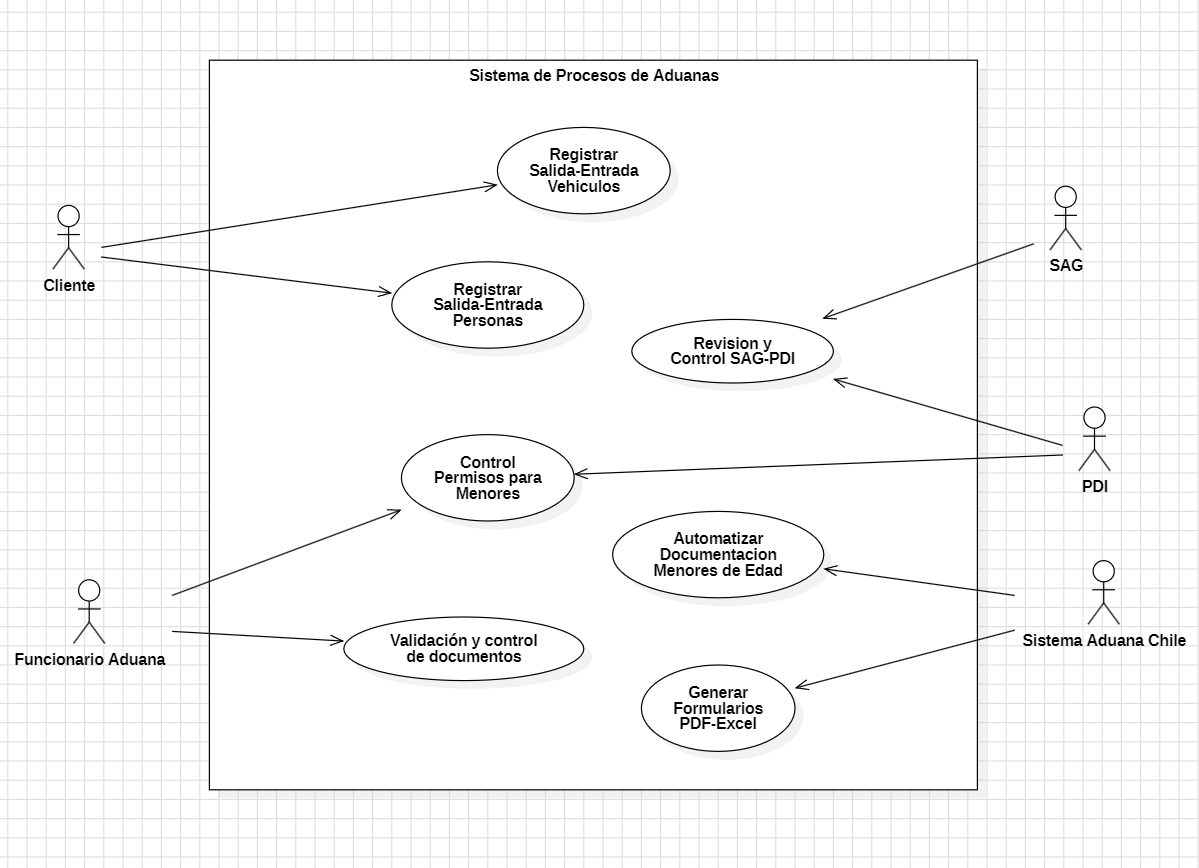 Sistema de Procesos de Aduanas
Registrar
Salida-Entrada
Vehiculos
Cliente
SAG
Registrar
Salida-Entrada
Personas
Revision y
Control SAG-PDI
Control
Permisos para
Menores
PDI
Automatizar
Documentacion
Menores de Edad
Funcionario Aduana
Validación y control
de documentos
Sistema Aduana Chile
Generar
Formularios
PDF-Excel